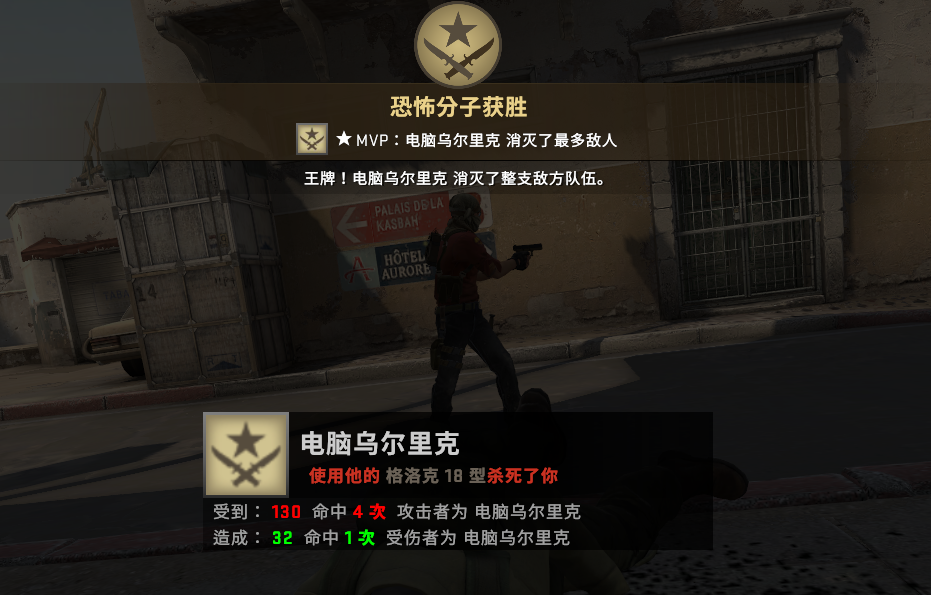 恐怖分子获胜
★ MVP：电脑乌尔里克 消灭了最多敌人
王牌！电脑乌尔里克 消灭了整支敌方队伍。
PALAIS DE LA
KASBAH
HÔTEL
AURORE
14
电脑乌尔里克
使用他的 格洛克 18 型杀死了你
受到： 130 命中 4 次 攻击者为 电脑乌尔里克
造成： 32 命中 1 次 受伤者为 电脑乌尔里克